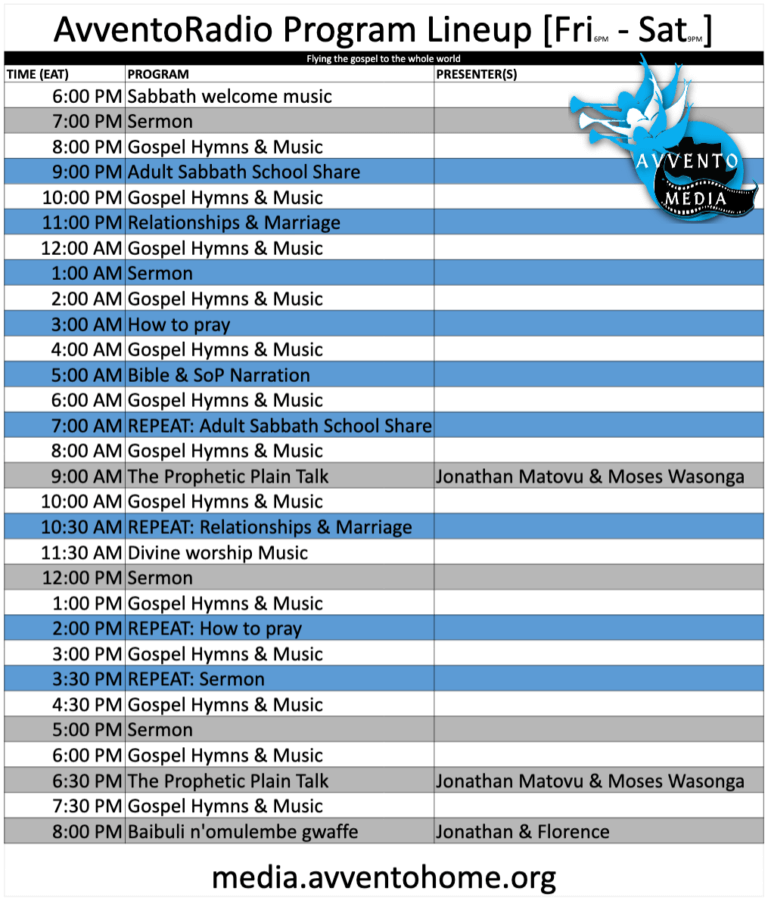 AvventoRadio Program Lineup [Fri 6PM - Sat 9PM]
Flying the gospel to the whole world
TIME (EAT) PROGRAM PRESENTER(S)
6:00 PM Sabbath welcome music
7:00 PM Sermon
8:00 PM Gospel Hymns & Music
9:00 PM Adult Sabbath School Share
10:00 PM Gospel Hymns & Music
11:00 PM Relationships & Marriage
12:00 AM Gospel Hymns & Music
1:00 AM Sermon
2:00 AM Gospel Hymns & Music
3:00 AM How to pray
4:00 AM Gospel Hymns & Music
5:00 AM Bible & SoP Narration
6:00 AM Gospel Hymns & Music
7:00 AM REPEAT: Adult Sabbath School Share
8:00 AM Gospel Hymns & Music
9:00 AM The Prophetic Plain Talk Jonathan Matovu & Moses Wasonga
10:00 AM Gospel Hymns & Music
10:30 AM REPEAT: Relationships & Marriage
11:30 AM Divine worship Music
12:00 PM Sermon
1:00 PM Gospel Hymns & Music
2:00 PM REPEAT: How to pray
3:00 PM Gospel Hymns & Music
3:30 PM REPEAT: Sermon
4:30 PM Gospel Hymns & Music
5:00 PM Sermon
6:00 PM Gospel Hymns & Music
6:30 PM The Prophetic Plain Talk Jonathan Matovu & Moses Wasonga
7:30 PM Gospel Hymns & Music
8:00 PM Baibuli n'omulembe gwaffe Jonathan & Florence
AVVENTO
MEDIA
media.avventohome.org